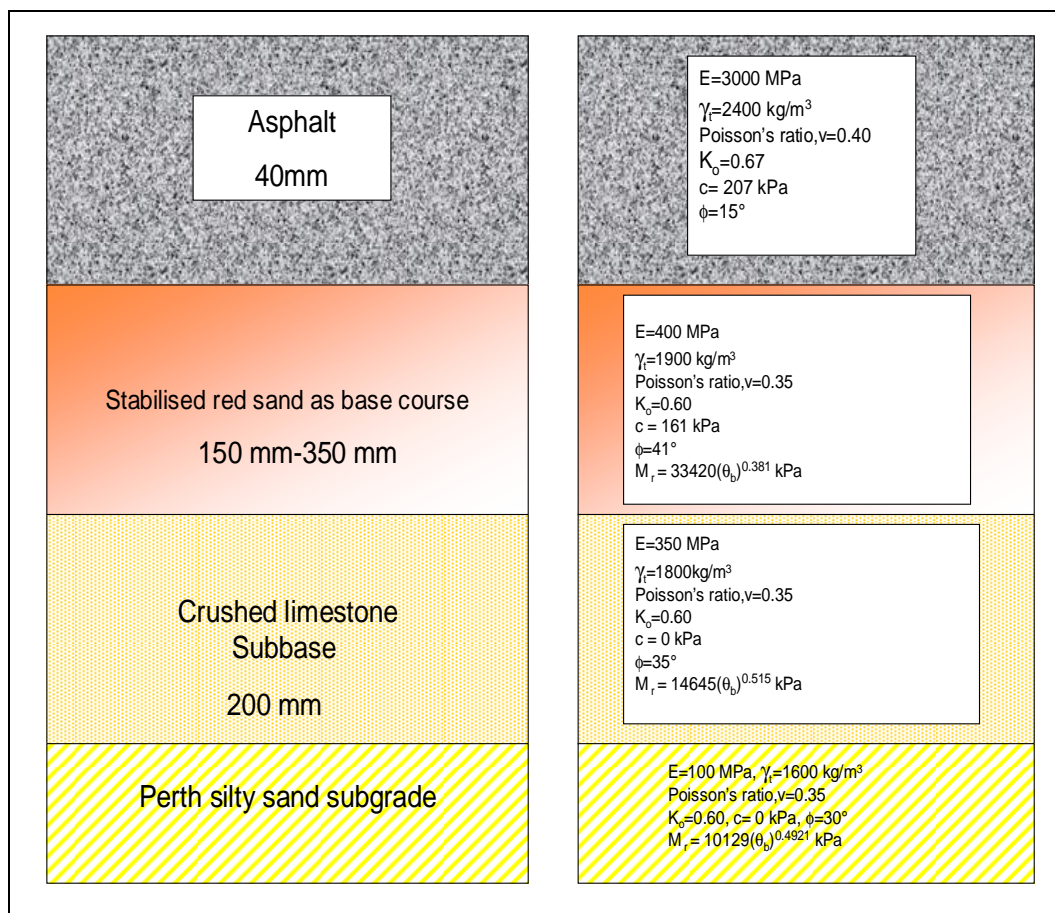 Asphalt
40mm
Stabilised red sand as base course
150 mm-350 mm
Crushed limestone
Subbase
200 mm
Perth silty sand subgrade
E=3000 MPa
γt=2400 kg/m³
Poisson's ratio,v=0.40
Ko=0.67
c= 207 kPa
ϕ=15°
E=400 MPa
γt=1900 kg/m³
Poisson's ratio,v=0.35
Ko=0.60
c = 161 kPa
ϕ=41°
Mr = 33420(θb)^0.381 kPa
E=350 MPa
γt=1800kg/m³
Poisson's ratio,v=0.35
Ko=0.60
c = 0 kPa
ϕ=35°
Mr = 14645(θb)^0.515 kPa
E=100 MPa, γt=1600 kg/m³
Poisson's ratio,v=0.35
Ko=0.60, c= 0 kPa, ϕ=30°
Mr = 10129(θb)^0.4921 kPa